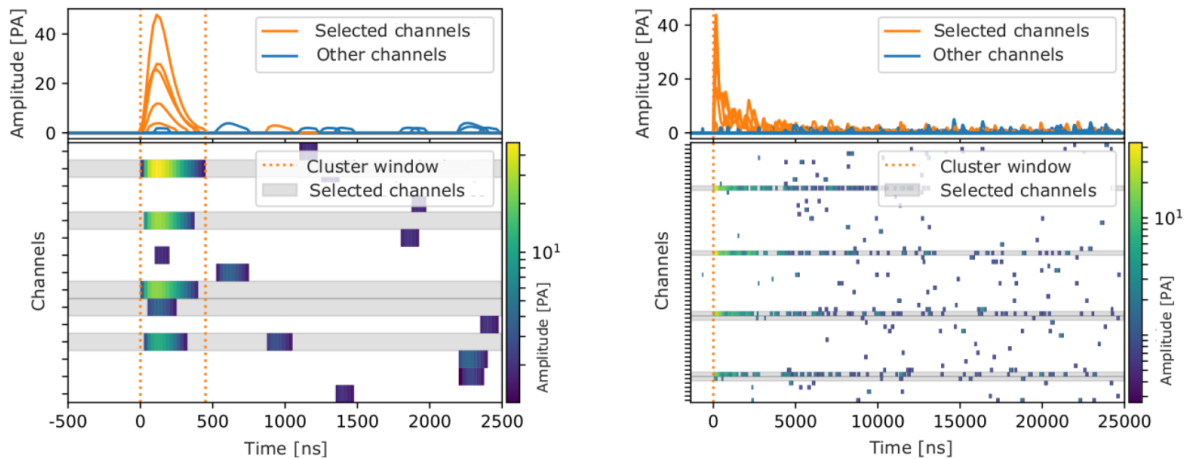 Amplitude [PA]
40
20
0
Selected channels
Other channels
Channels
Cluster window
Selected channels
10¹
Amplitude [PA]
-500
0
500
1000
1500
2000
2500
Time [ns]
Amplitude [PA]
40
20
0
Selected channels
Other channels
Channels
Cluster window
Selected channels
10¹
Amplitude [PA]
0
5000
10000
15000
20000
25000
Time [ns]